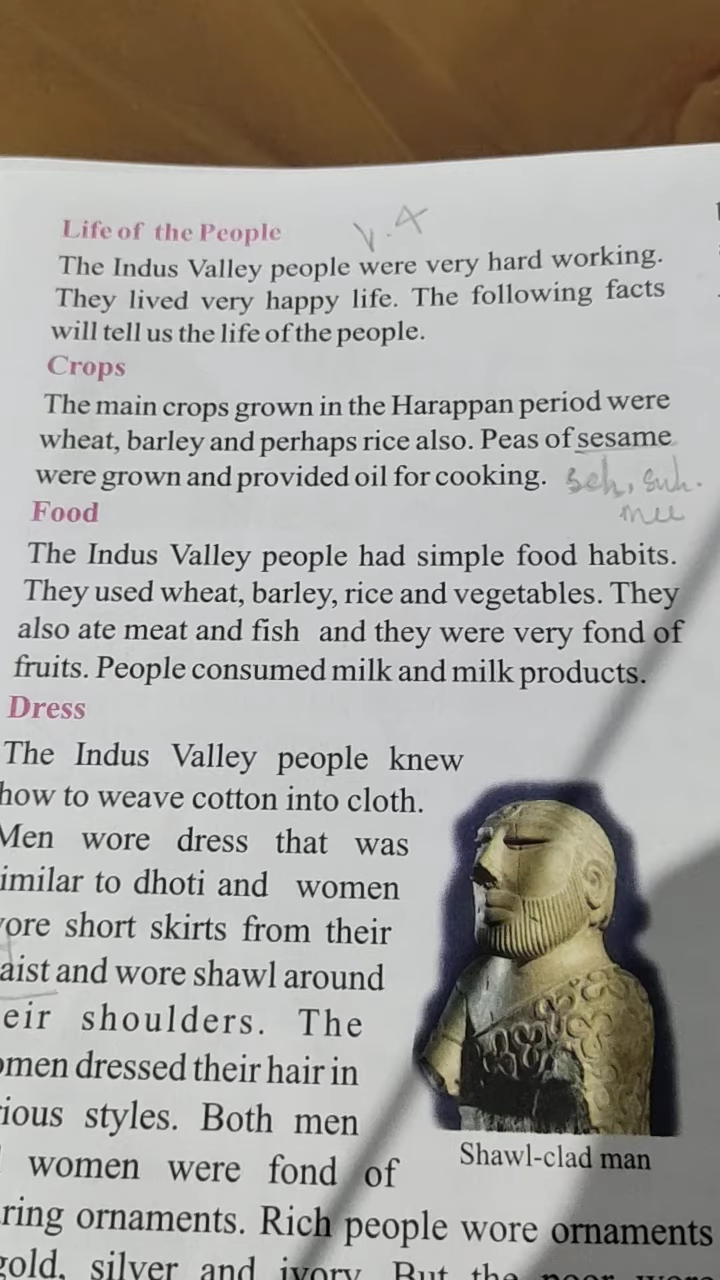 Life of the People
V.4
The Indus Valley people were very hard working.
They lived very happy life. The following facts
will tell us the life of the people.
Crops
The main crops grown in the Harappan period were
wheat, barley and perhaps rice also. Peas of sesame
were grown and provided oil for cooking.
Food
The Indus Valley people had simple food habits.
They used wheat, barley, rice and vegetables. They
also ate meat and fish and they were very fond of
fruits. People consumed milk and milk products.
Dress
The Indus Valley people knew
how to weave cotton into cloth.
Men wore dress that was
imilar to dhoti and women
ore short skirts from their
aist and wore shawl around
eir shoulders. The
omen dressed their hair in
rious styles. Both men
women were fond of
Shawl-clad man
ring ornaments. Rich people wore ornaments
gold, silver and ivory. But the poor